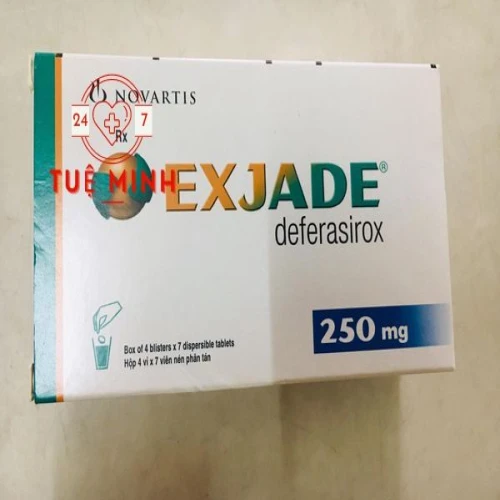 NOVARTIS
24 7
Rx
TUỆ MINH
EXJADE®
deferasirox
250 mg
Box of 4 blisters x 7 dispersible tablets
Hộp 4 vỉ x 7 viên nén phân tán